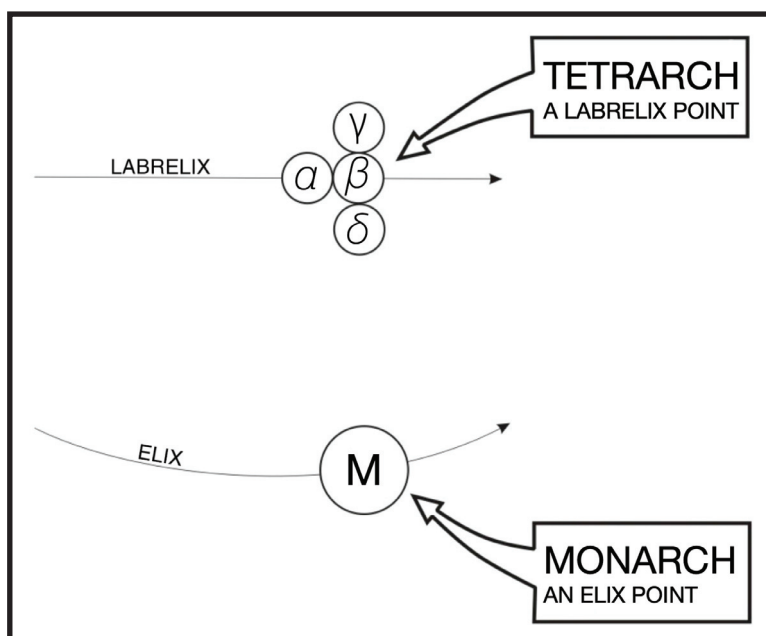 TETRARCH
A LABRELIX POINT
LABRELIX
γ
α β
δ
ELIX
M
MONARCH
AN ELIX POINT